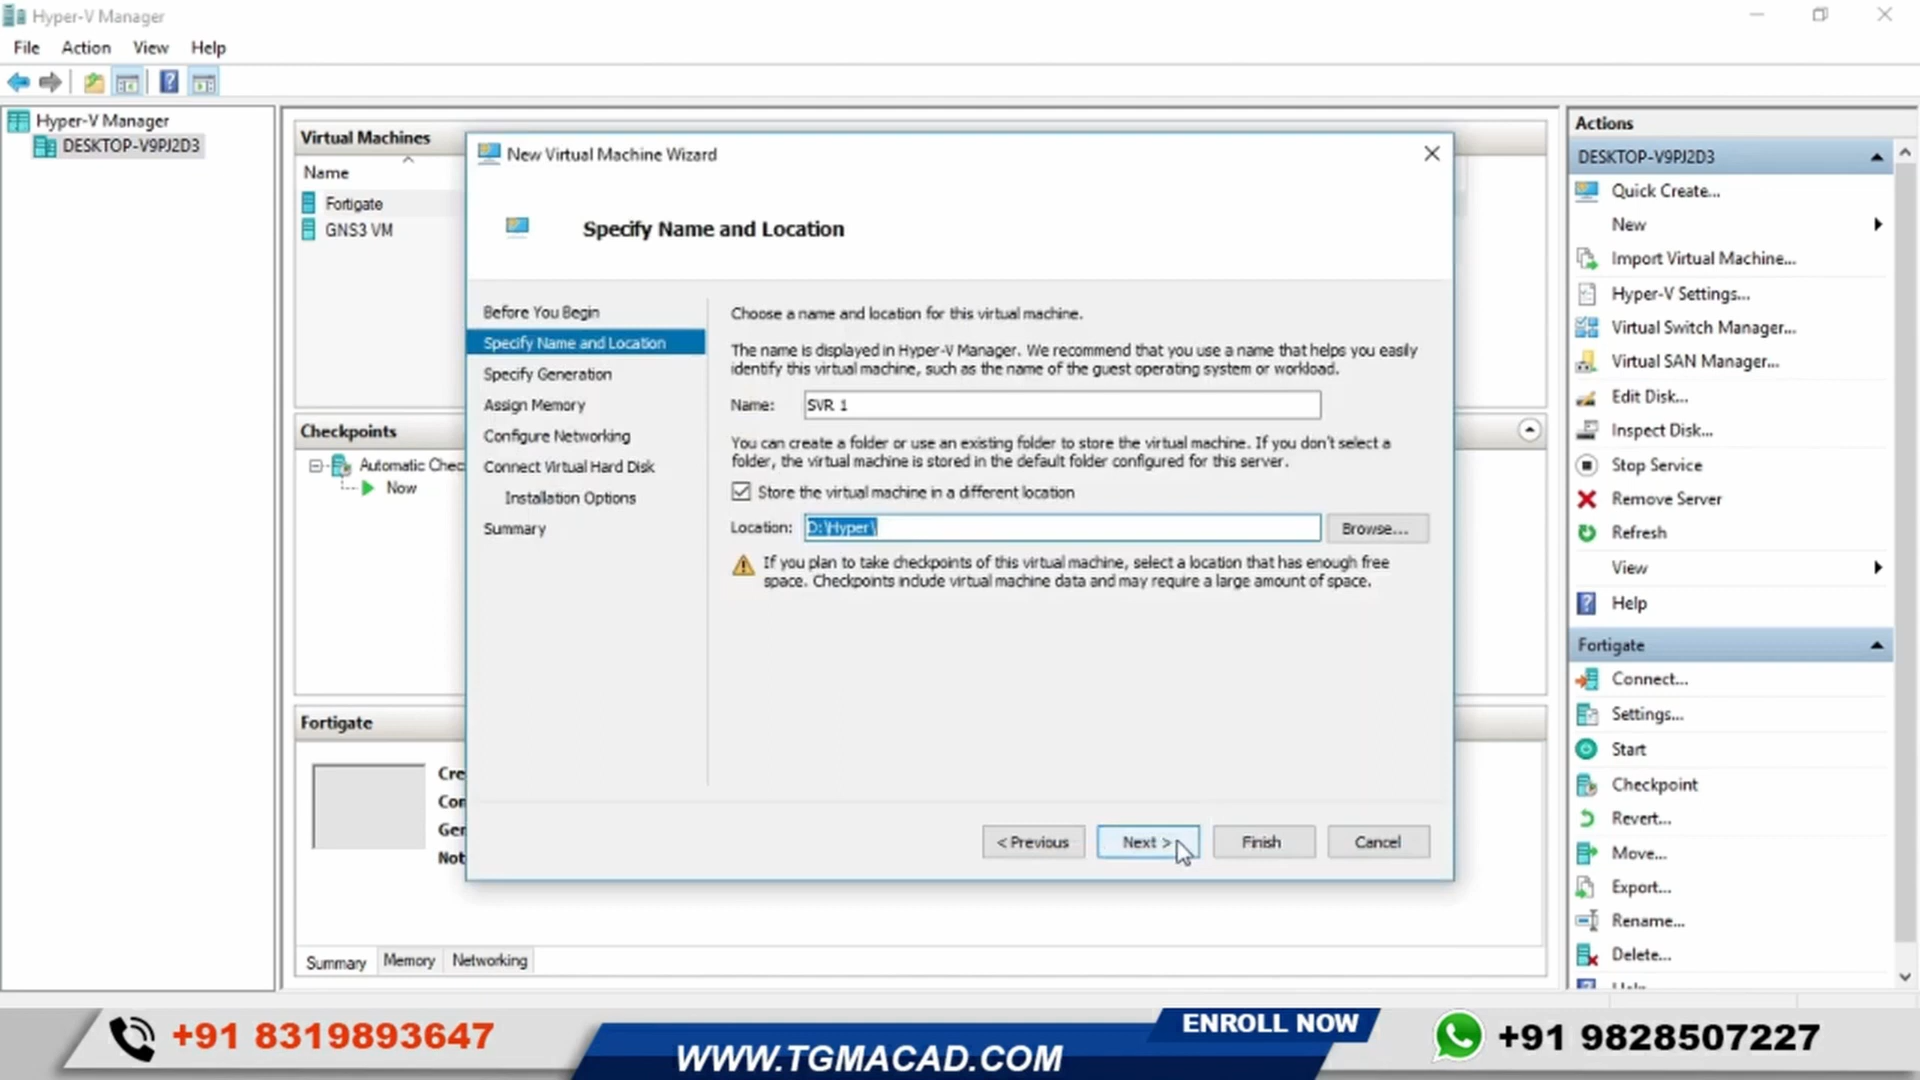 Hyper-V Manager
File Action View Help
Hyper-V Manager
DESKTOP-V9PJ2D3
Virtual Machines
Name
Fortigate
GNS3 VM
Checkpoints
Automatic Chec
Now
Fortigate
Cre
Con
Ger
Not
Summary Memory Networking
New Virtual Machine Wizard
Specify Name and Location
Before You Begin
Specify Name and Location
Specify Generation
Assign Memory
Configure Networking
Connect Virtual Hard Disk
Installation Options
Summary
Choose a name and location for this virtual machine.
The name is displayed in Hyper-V Manager. We recommend that you use a name that helps you easily
identify this virtual machine, such as the name of the guest operating system or workload.
Name: SVR 1
You can create a folder or use an existing folder to store the virtual machine. If you don't select a
folder, the virtual machine is stored in the default folder configured for this server.
Store the virtual machine in a different location
Location: D:\Hyper\ Browse...
If you plan to take checkpoints of this virtual machine, select a location that has enough free
space. Checkpoints include virtual machine data and may require a large amount of space.
< Previous Next > Finish Cancel
Actions
DESKTOP-V9PJ2D3
Quick Create...
New
Import Virtual Machine...
Hyper-V Settings...
Virtual Switch Manager...
Virtual SAN Manager...
Edit Disk...
Inspect Disk...
Stop Service
Remove Server
Refresh
View
Help
Fortigate
Connect...
Settings...
Start
Checkpoint
Revert...
Move...
Export...
Rename...
Delete...
+91 8319893647
WWW.TGMACAD.COM
ENROLL NOW
+91 9828507227